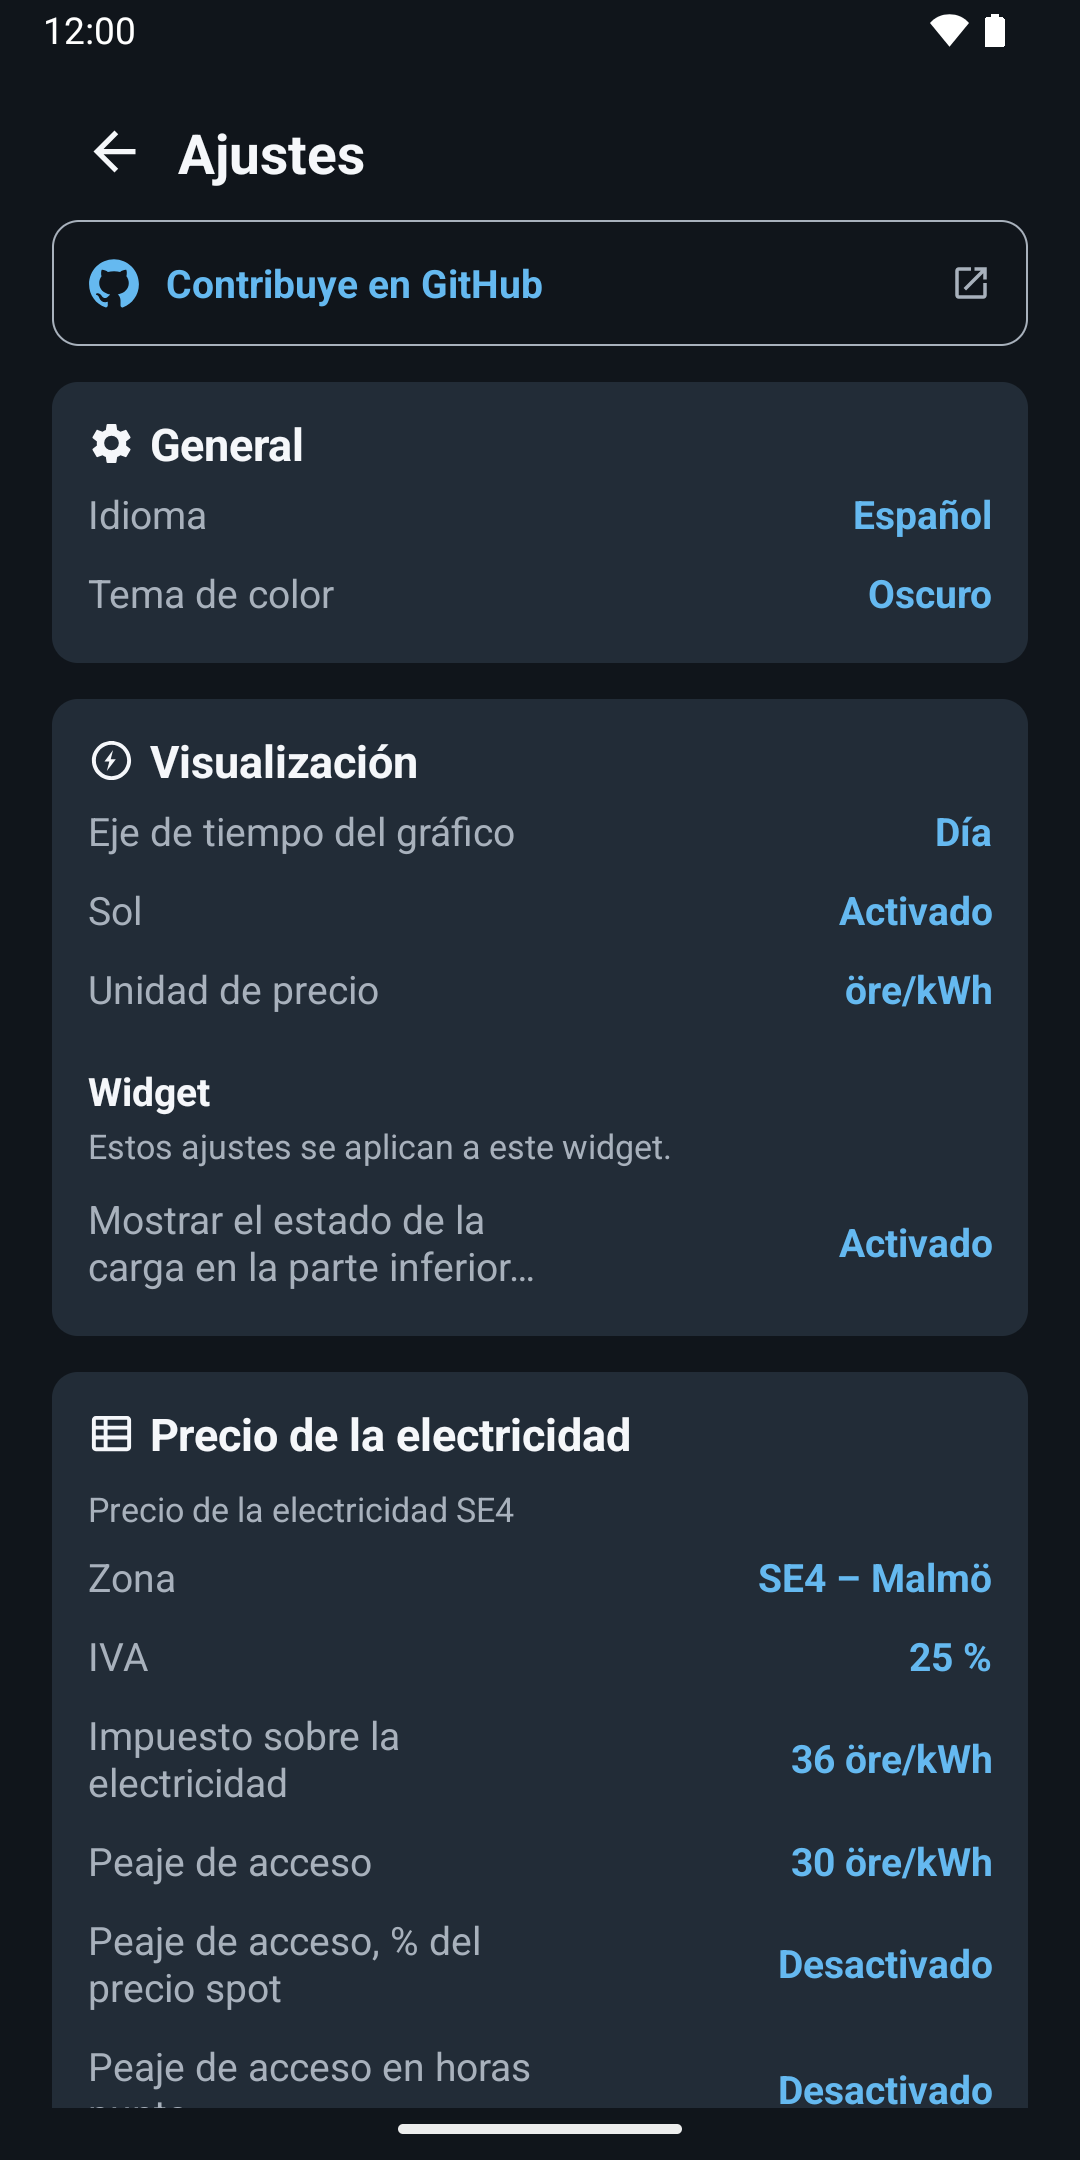 12:00
Ajustes
Contribuye en GitHub
General
Idioma Español
Tema de color Oscuro
Visualización
Eje de tiempo del gráfico Día
Sol Activado
Unidad de precio öre/kWh
Widget
Estos ajustes se aplican a este widget.
Mostrar el estado de la
carga en la parte inferior…
Activado
Precio de la electricidad
Precio de la electricidad SE4
Zona SE4 – Malmö
IVA 25 %
Impuesto sobre la
electricidad
36 öre/kWh
Peaje de acceso 30 öre/kWh
Peaje de acceso, % del
precio spot
Desactivado
Peaje de acceso en horas
Desactivado